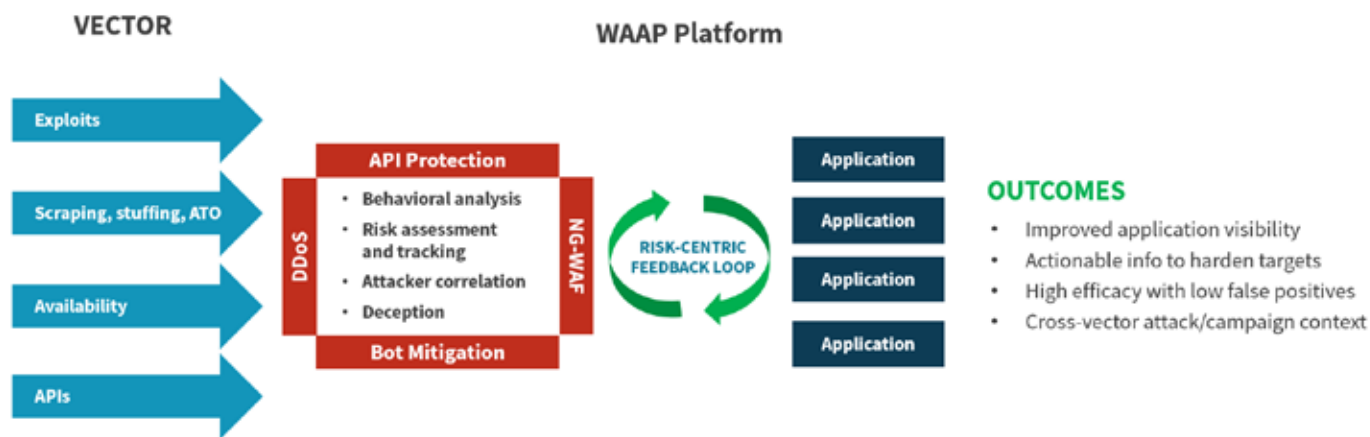 VECTOR
WAAP Platform
Exploits
Scraping, stuffing, ATO
Availability
APIs
API Protection
DDoS
• Behavioral analysis
• Risk assessment
and tracking
• Attacker correlation
• Deception
NG-WAF
Bot Mitigation
RISK-CENTRIC
FEEDBACK LOOP
Application
Application
Application
Application
OUTCOMES
• Improved application visibility
• Actionable info to harden targets
• High efficacy with low false positives
• Cross-vector attack/campaign context